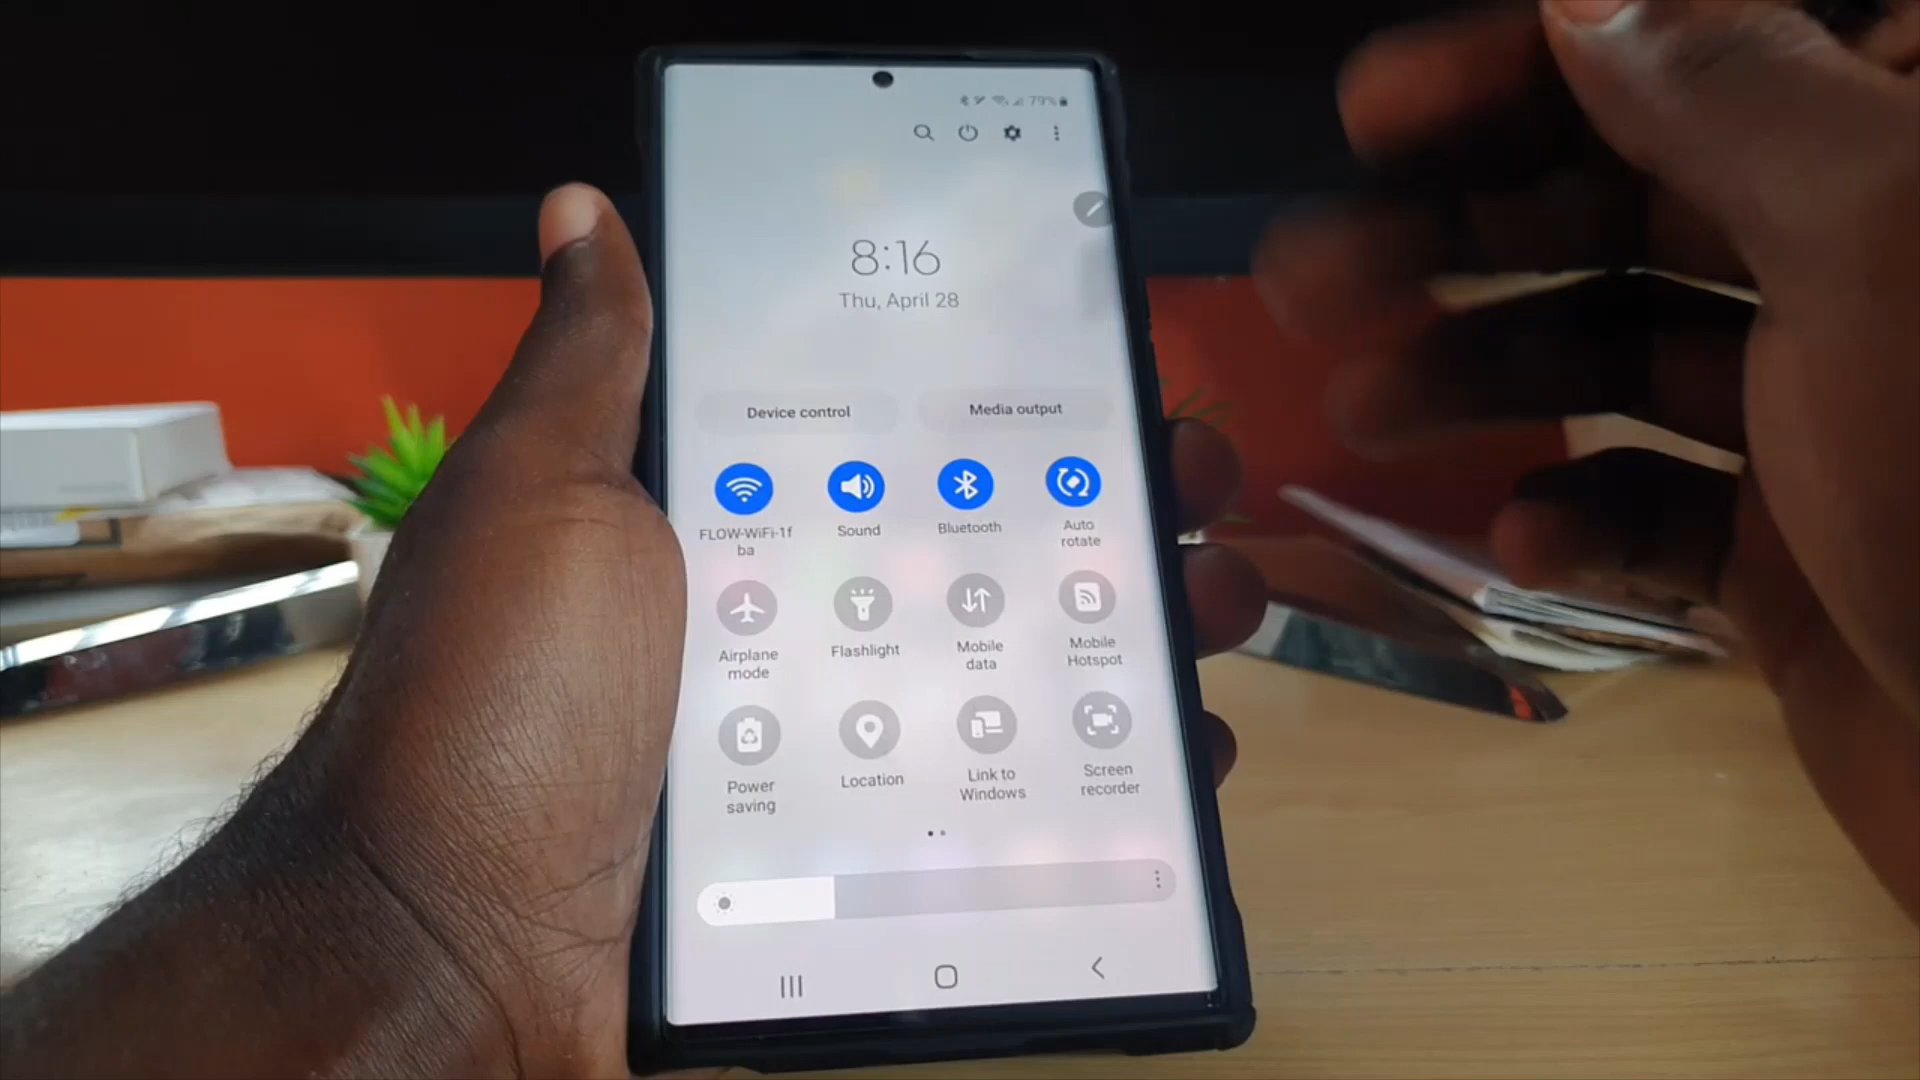 79%
8:16
Thu, April 28
Device control Media output
FLOW-WiFi-1f
ba
Sound
Bluetooth
Auto
rotate
Airplane
mode
Flashlight
Mobile
data
Mobile
Hotspot
Power
saving
Location
Link to
Windows
Screen
recorder